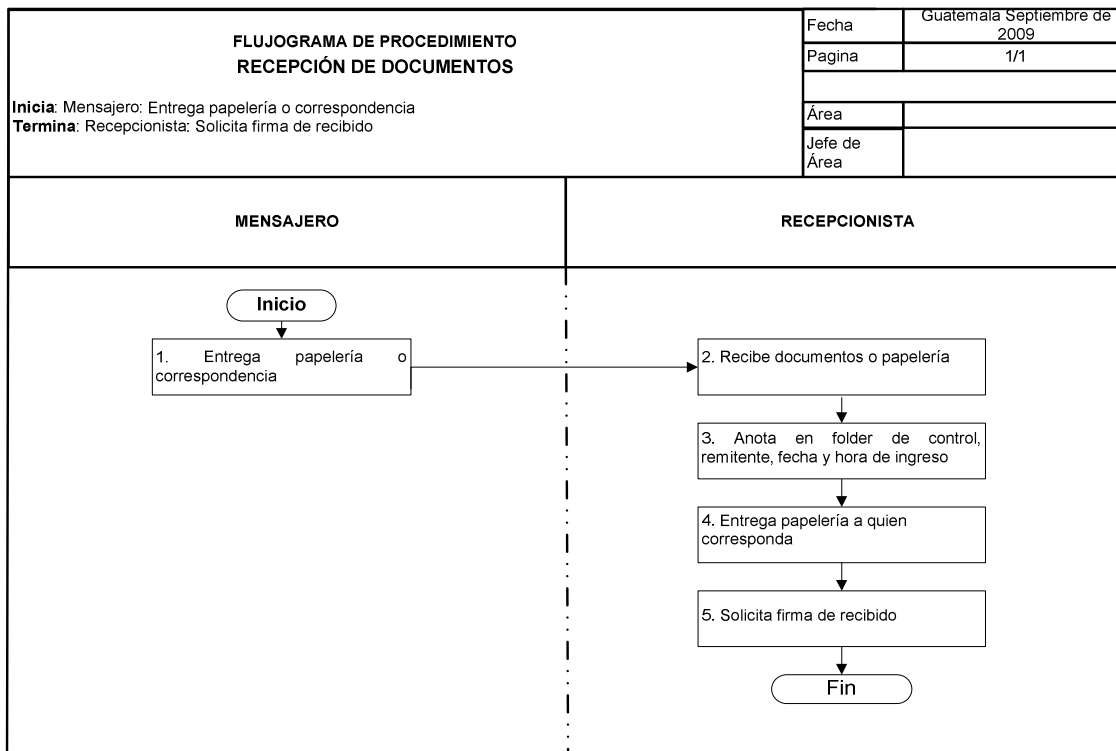 FLUJOGRAMA DE PROCEDIMIENTO
RECEPCIÓN DE DOCUMENTOS
Inicia: Mensajero: Entrega papelería o correspondencia
Termina: Recepcionista: Solicita firma de recibido
Fecha
Guatemala Septiembre de
2009
Pagina
1/1
Área
Jefe de
Área
MENSAJERO
RECEPCIONISTA
Inicio
1. Entrega papelería o
correspondencia
2. Recibe documentos o papelería
3. Anota en folder de control,
remitente, fecha y hora de ingreso
4. Entrega papelería a quien
corresponda
5. Solicita firma de recibido
Fin